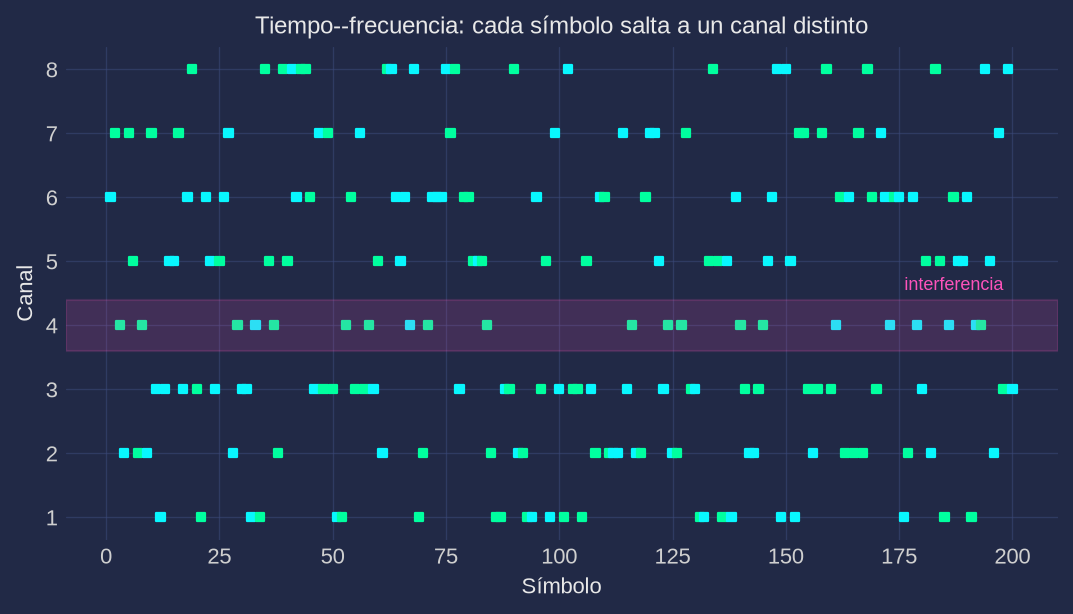 Tiempo--frecuencia: cada símbolo salta a un canal distinto
Canal
8
7
6
5
interferencia
4
3
2
1
0 25 50 75 100 125 150 175 200
Símbolo